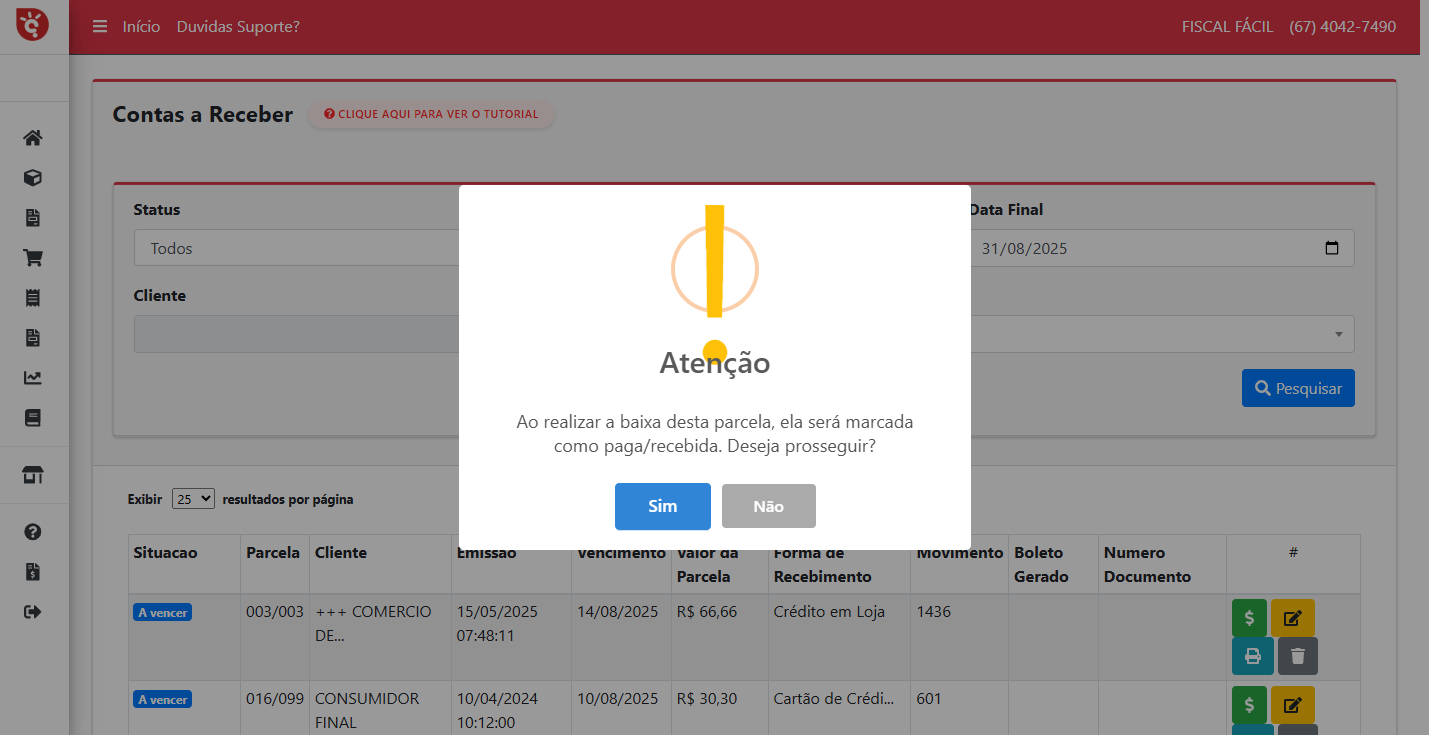 Início Duvidas Suporte? FISCAL FÁCIL (67) 4042-7490
Contas a Receber CLIQUE AQUI PARA VER O TUTORIAL
Status Data Final
Todos 31/08/2025
Cliente
Pesquisar
Atenção
Ao realizar a baixa desta parcela, ela será marcada
como paga/recebida. Deseja prosseguir?
Sim Não
Exibir 25 resultados por página
Situacao Parcela Cliente Emissão Vencimento Valor da Forma de Movimento Boleto Numero #
Parcela Recebimento Gerado Documento
A vencer 003/003 +++ COMERCIO 15/05/2025 14/08/2025 R$ 66,66 Crédito em Loja 1436
DE... 07:48:11
A vencer 016/099 CONSUMIDOR 10/04/2024 10/08/2025 R$ 30,30 Cartão de Crédi... 601
FINAL 10:12:00